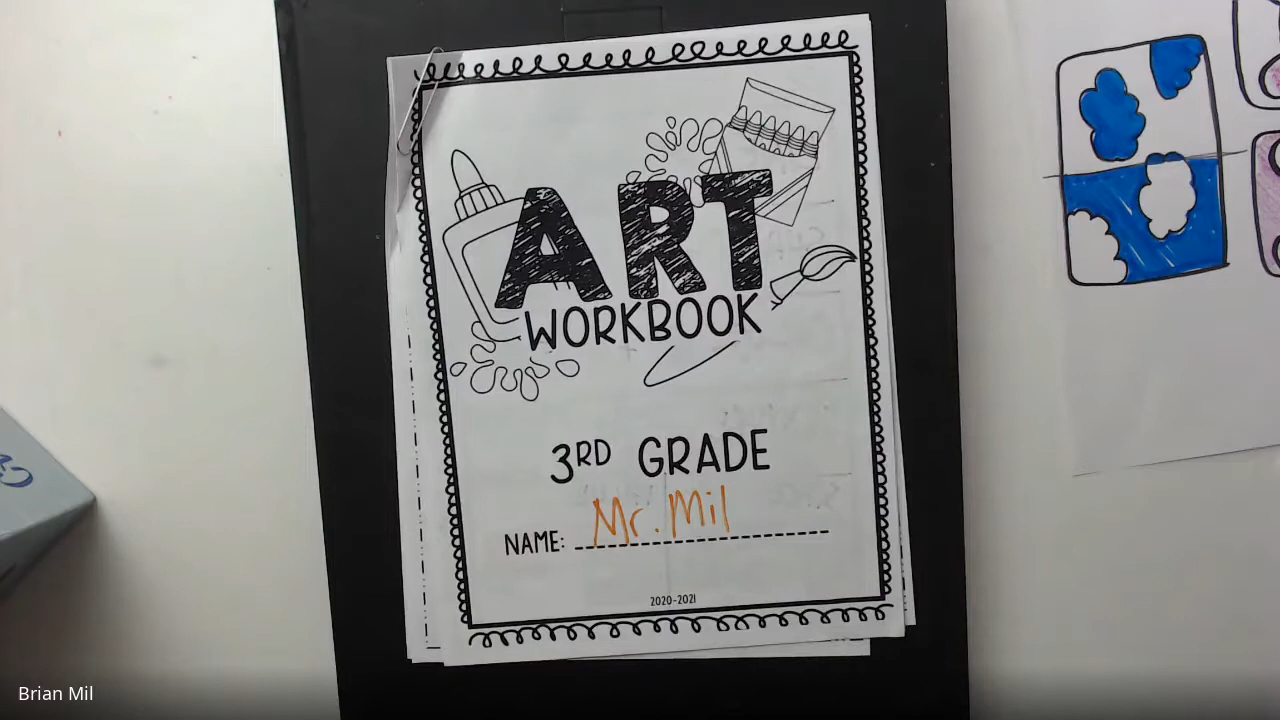 ART
WORKBOOK
3RD GRADE
NAME: Mr. Mil
2020-2021
Brian Mil